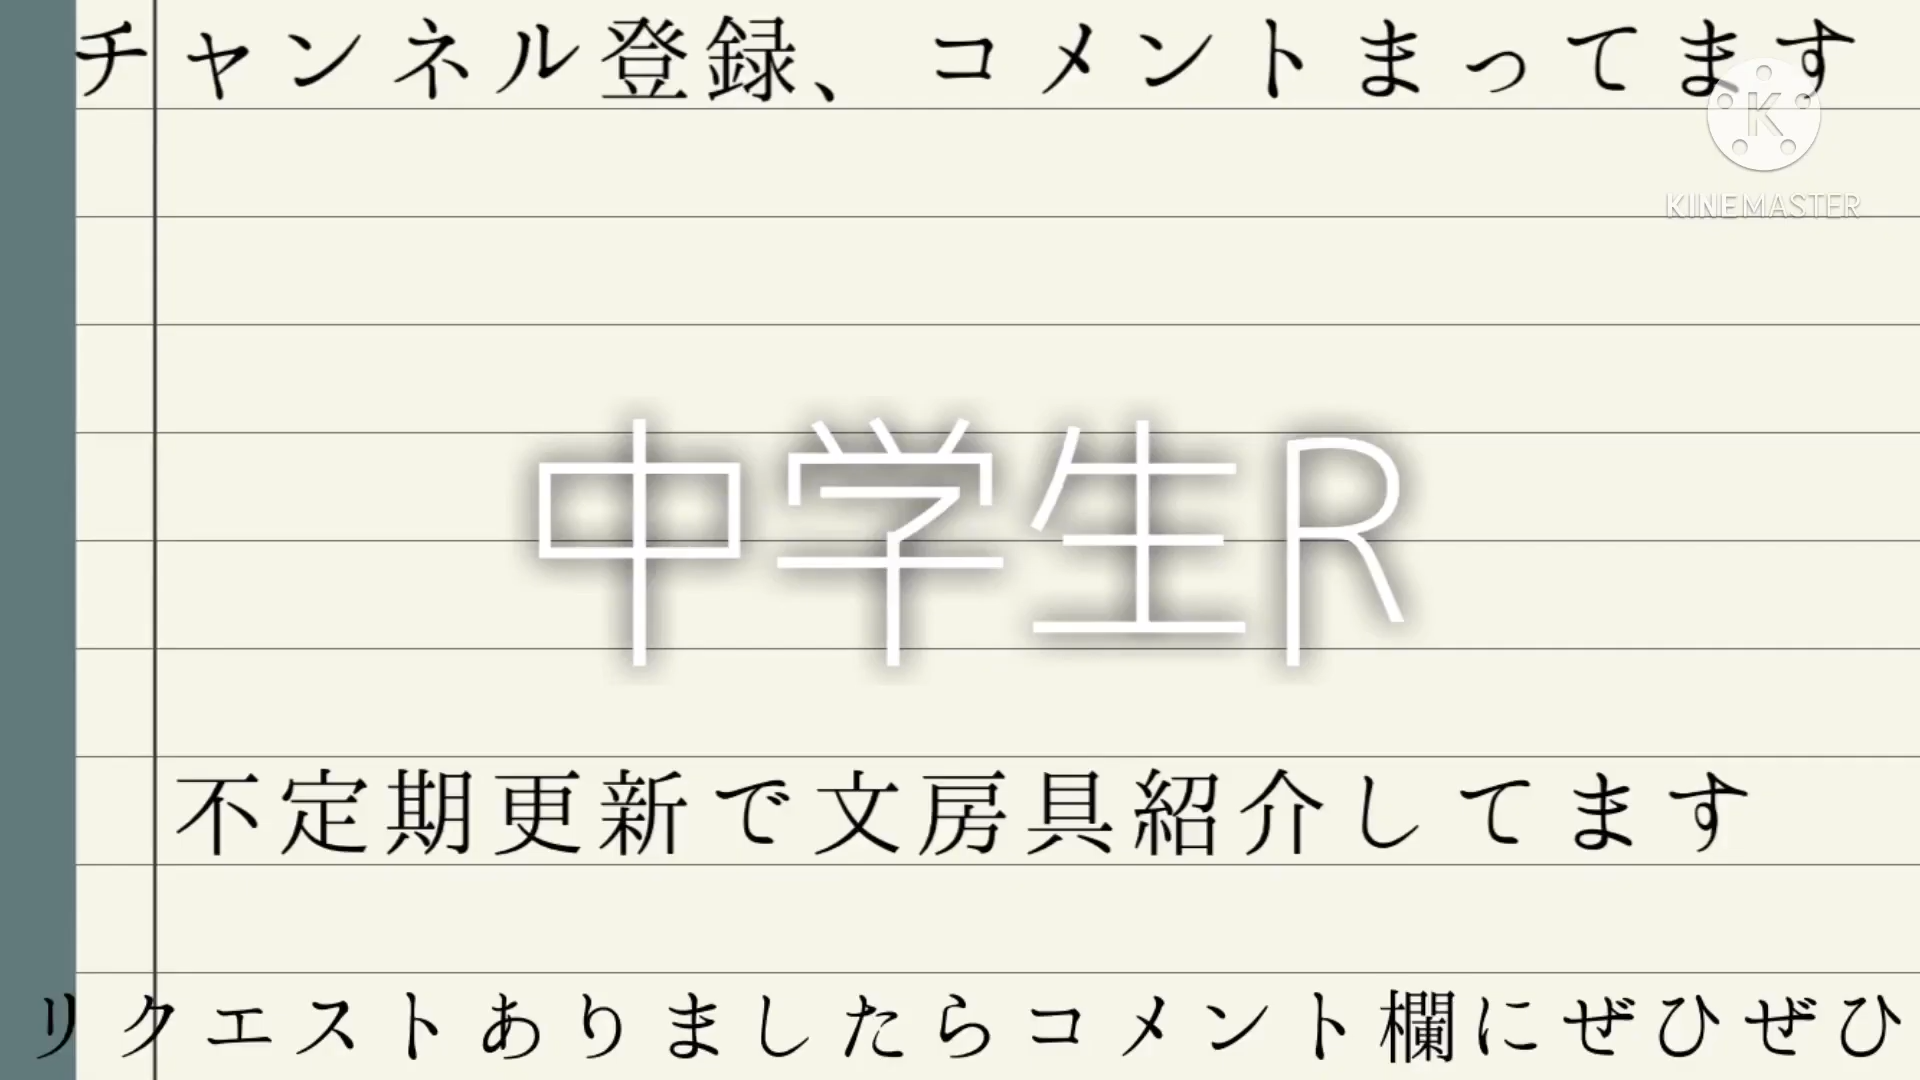 チャンネル登録、コメントまってます
K
KINEMASTER
中学生R
不定期更新で文房具紹介してます
リクエストありましたらコメント欄にぜひぜひ